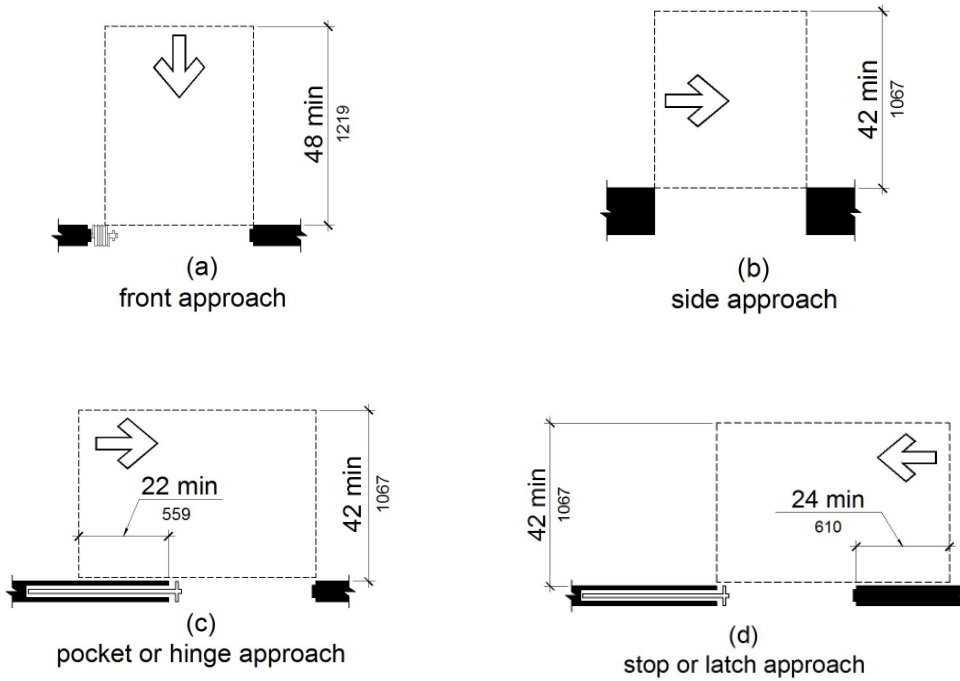 48 min
1219
(a)
front approach
42 min
1067
(b)
side approach
22 min
559
42 min
1067
(c)
pocket or hinge approach
42 min
1067
24 min
610
(d)
stop or latch approach